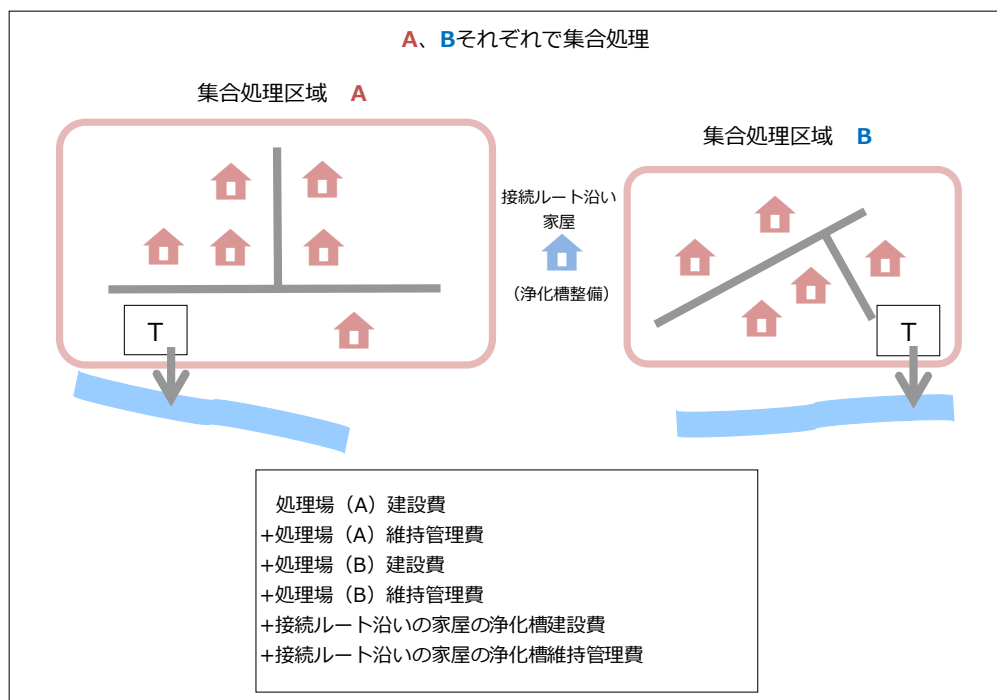 A、Bそれぞれで集合処理
集合処理区域 A
集合処理区域 B
接続ルート沿い
家屋
(浄化槽整備)
T
T
処理場(A)建設費
+処理場(A)維持管理費
+処理場(B)建設費
+処理場(B)維持管理費
+接続ルート沿いの家屋の浄化槽建設費
+接続ルート沿いの家屋の浄化槽維持管理費